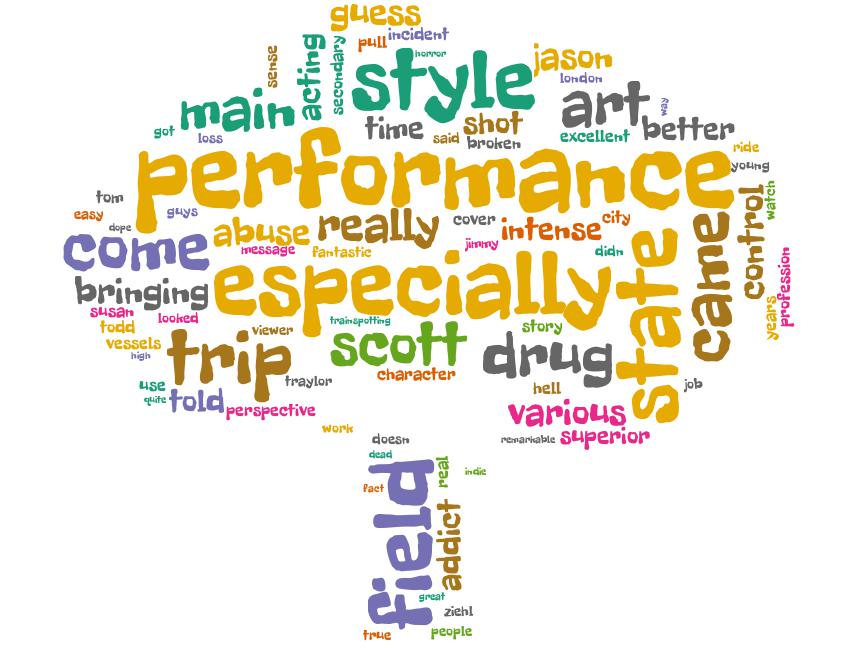 guess
incident
pull
horror
sense
acting
secondary
style
jason
london
main
art
way
got
loss
time
said
shot
broken
excellent
better
performance
ride
young
tom
easy
guys
dope
watch
control
come
abuse
message
really
fantastic
cover
jimmy
intense
city
didn
state
came
profession
years
bringing
especially
susan
todd
looked
vessels
high
viewer
trainspotting
trip
scott
story
drug
character
traylor
use
quite
told
perspective
hell
job
various
remarkable
superior
work
doesn
dead
fact
field
real
indie
addict
great
ziehl
true
people